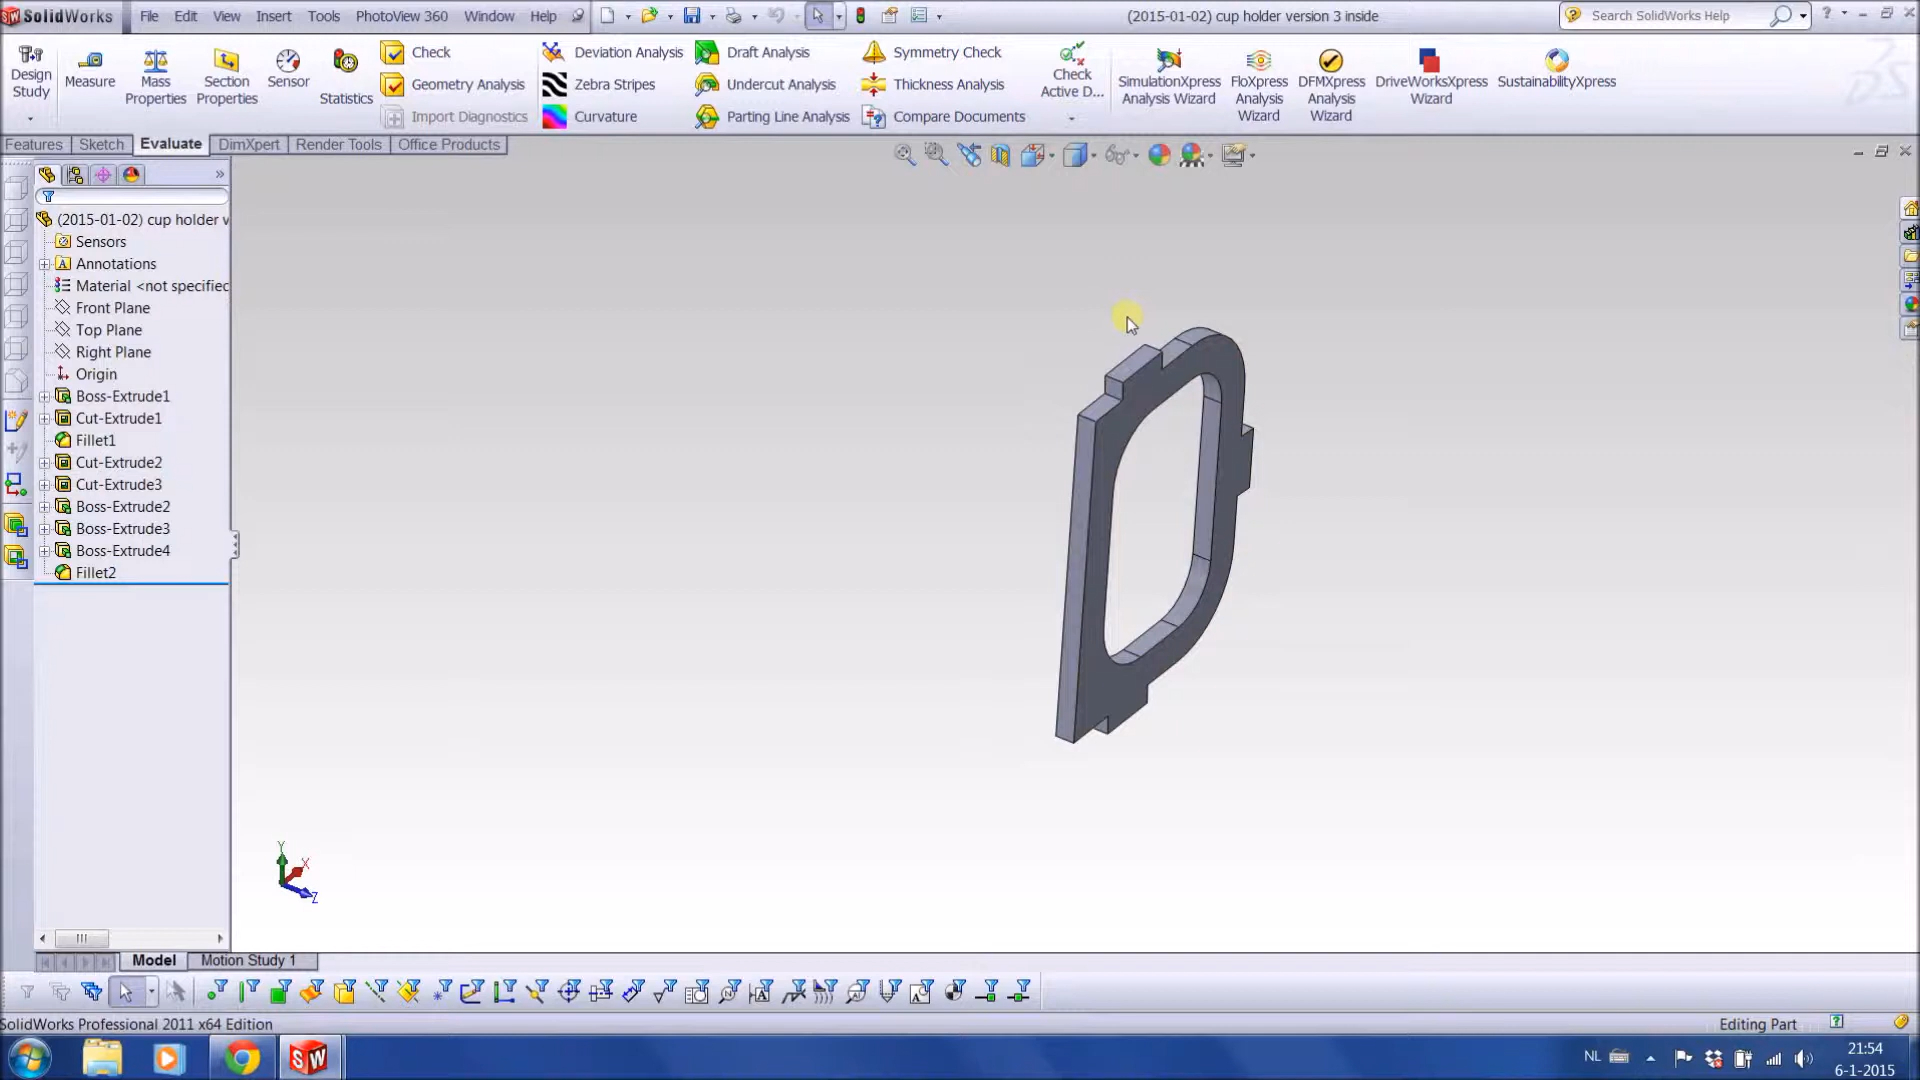 SolidWorks File Edit View Insert Tools PhotoView 360 Window Help (2015-01-02) cup holder version 3 inside Search SolidWorks Help
Design Study
Measure
Mass Properties
Section Properties
Sensor
Statistics
Check
Geometry Analysis
Import Diagnostics
Deviation Analysis
Zebra Stripes
Curvature
Draft Analysis
Undercut Analysis
Parting Line Analysis
Symmetry Check
Thickness Analysis
Compare Documents
Check Active D...
SimulationXpress Analysis Wizard
FloXpress Analysis Wizard
DFMXpress Analysis Wizard
DriveWorksXpress Wizard
SustainabilityXpress
Features Sketch Evaluate DimXpert Render Tools Office Products
(2015-01-02) cup holder v
Sensors
Annotations
Material <not specified
Front Plane
Top Plane
Right Plane
Origin
Boss-Extrude1
Cut-Extrude1
Fillet1
Cut-Extrude2
Cut-Extrude3
Boss-Extrude2
Boss-Extrude3
Boss-Extrude4
Fillet2
Y
X
Z
Model Motion Study 1
SolidWorks Professional 2011 x64 Edition Editing Part
SW NL 21:54
6-1-2015